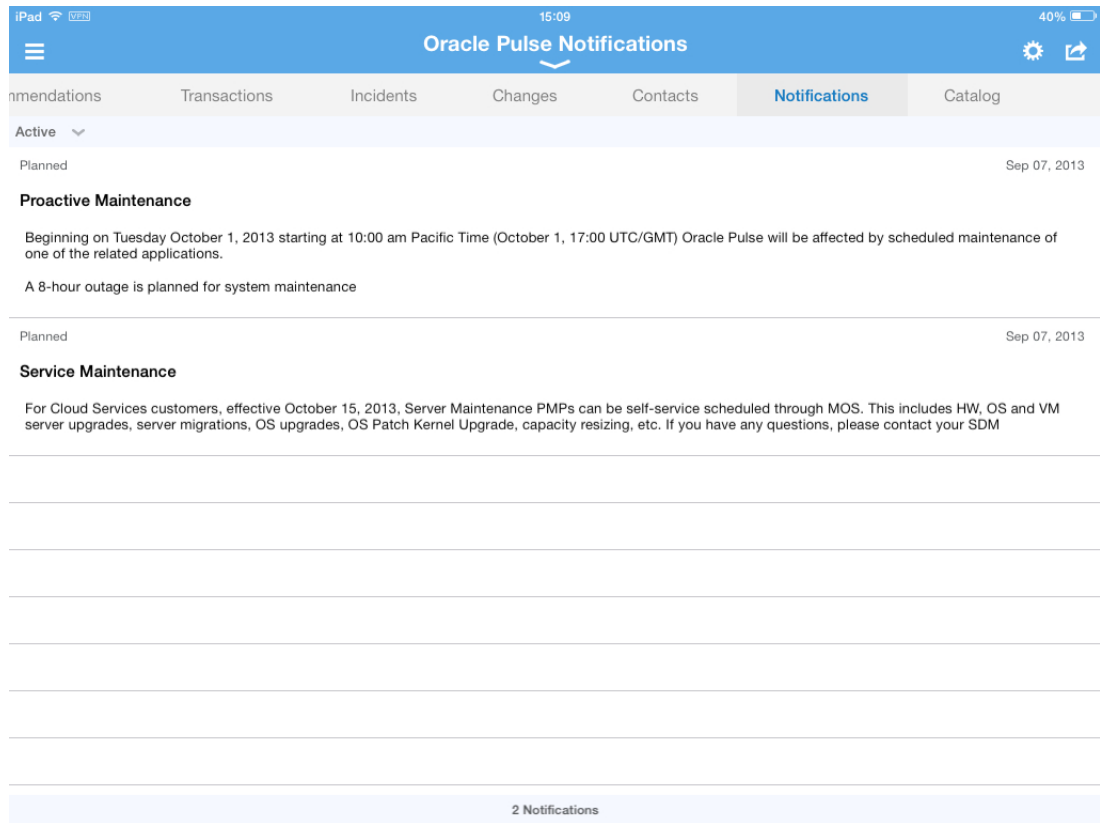 iPad VPN 15:09 40%
Oracle Pulse Notifications
nmendations Transactions Incidents Changes Contacts Notifications Catalog
Active
Planned Sep 07, 2013
Proactive Maintenance
Beginning on Tuesday October 1, 2013 starting at 10:00 am Pacific Time (October 1, 17:00 UTC/GMT) Oracle Pulse will be affected by scheduled maintenance of
one of the related applications.
A 8-hour outage is planned for system maintenance
Planned Sep 07, 2013
Service Maintenance
For Cloud Services customers, effective October 15, 2013, Server Maintenance PMPs can be self-service scheduled through MOS. This includes HW, OS and VM
server upgrades, server migrations, OS upgrades, OS Patch Kernel Upgrade, capacity resizing, etc. If you have any questions, please contact your SDM
2 Notifications